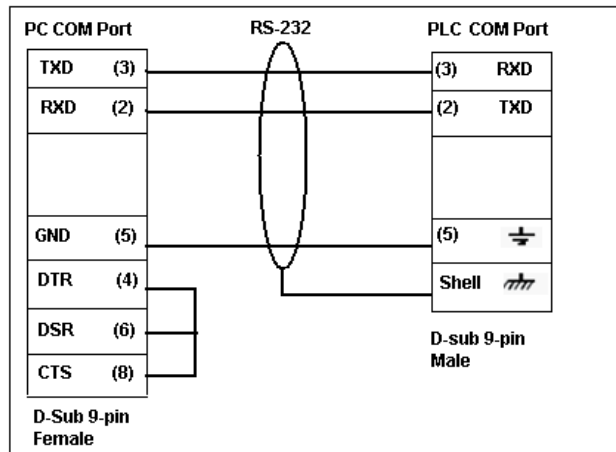 PC COM Port
RS-232
PLC COM Port
TXD (3)
(3) RXD
RXD (2)
(2) TXD
GND (5)
(5)
DTR (4)
Shell
DSR (6)
CTS (8)
D-sub 9-pin
Male
D-Sub 9-pin
Female